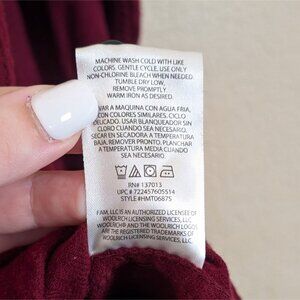 MACHINE WASH COLD WITH LIKE
COLORS. GENTLE CYCLE. USE ONLY
NON-CHLORINE BLEACH WHEN NEEDED.
TUMBLE DRY LOW,
REMOVE PROMPTLY
WARM IRON AS DESIRED.
VAR A MAQUINA CON AGUA FRIA,
CON COLORES SIMILARES. CICLO
DELICADO. USAR BLANQUEADOR SIN
CLORO CUANDO SEA NECESARIO.
SECAR EN SECADOR A TEMPERATURA
BAJA. REMOVER PRONTO, PLANCHAR
A TEMPERATURA MEDIO CUANDO
SEA NECESARIO.
RN# 137013
UPC # 722457605514
STYLE #HMT06875
FAM, LLC IS AN AUTHORIZED LICENSEE OF
WOOLRICH LICENSING SERVICES, LLC
WOOLRICH® AND THE WOOLRICH LOGOS
ARE THE REGISTERED TRADEMARKS OF
WOOLRICH LICENSING SERVICES, LLC.